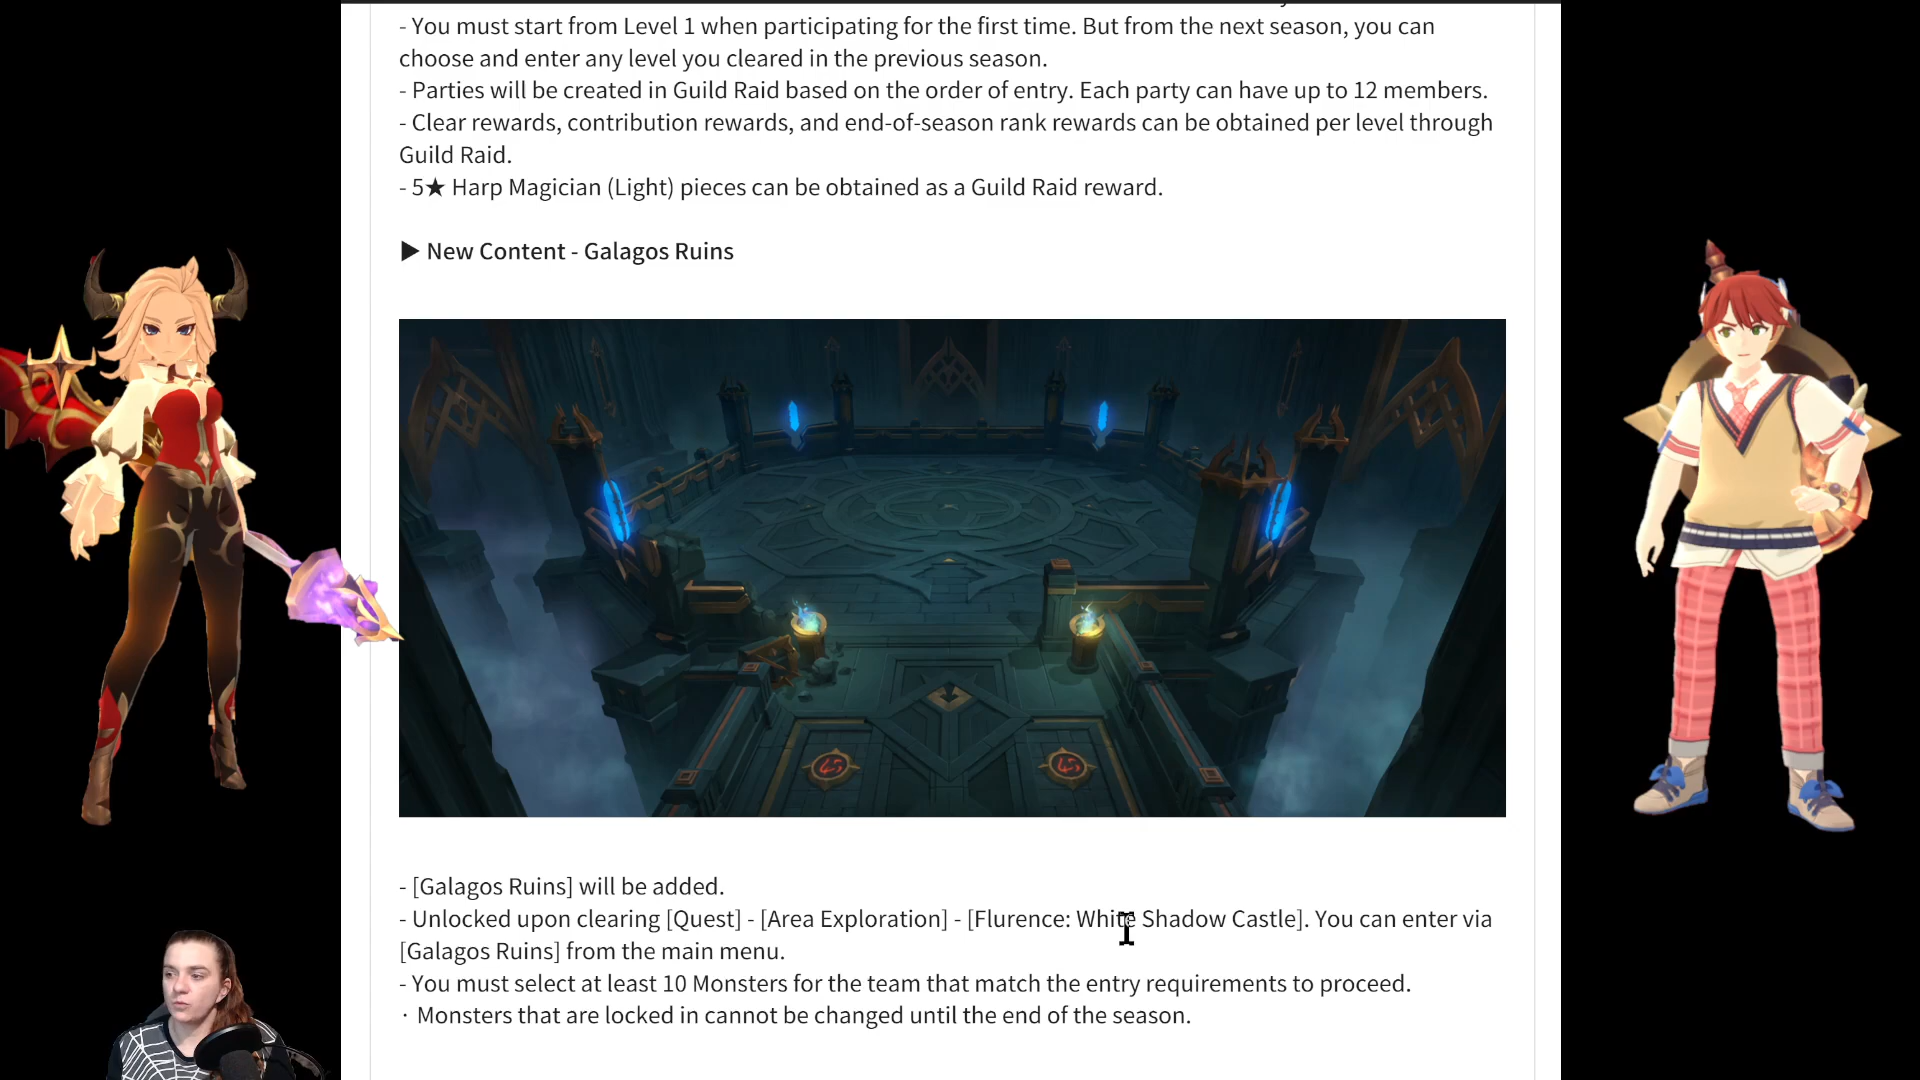 - You must start from Level 1 when participating for the first time. But from the next season, you can
choose and enter any level you cleared in the previous season.
- Parties will be created in Guild Raid based on the order of entry. Each party can have up to 12 members.
- Clear rewards, contribution rewards, and end-of-season rank rewards can be obtained per level through
Guild Raid.
- 5★ Harp Magician (Light) pieces can be obtained as a Guild Raid reward.
▶ New Content - Galagos Ruins
- [Galagos Ruins] will be added.
- Unlocked upon clearing [Quest] - [Area Exploration] - [Flurence: White Shadow Castle]. You can enter via
[Galagos Ruins] from the main menu.
- You must select at least 10 Monsters for the team that match the entry requirements to proceed.
· Monsters that are locked in cannot be changed until the end of the season.